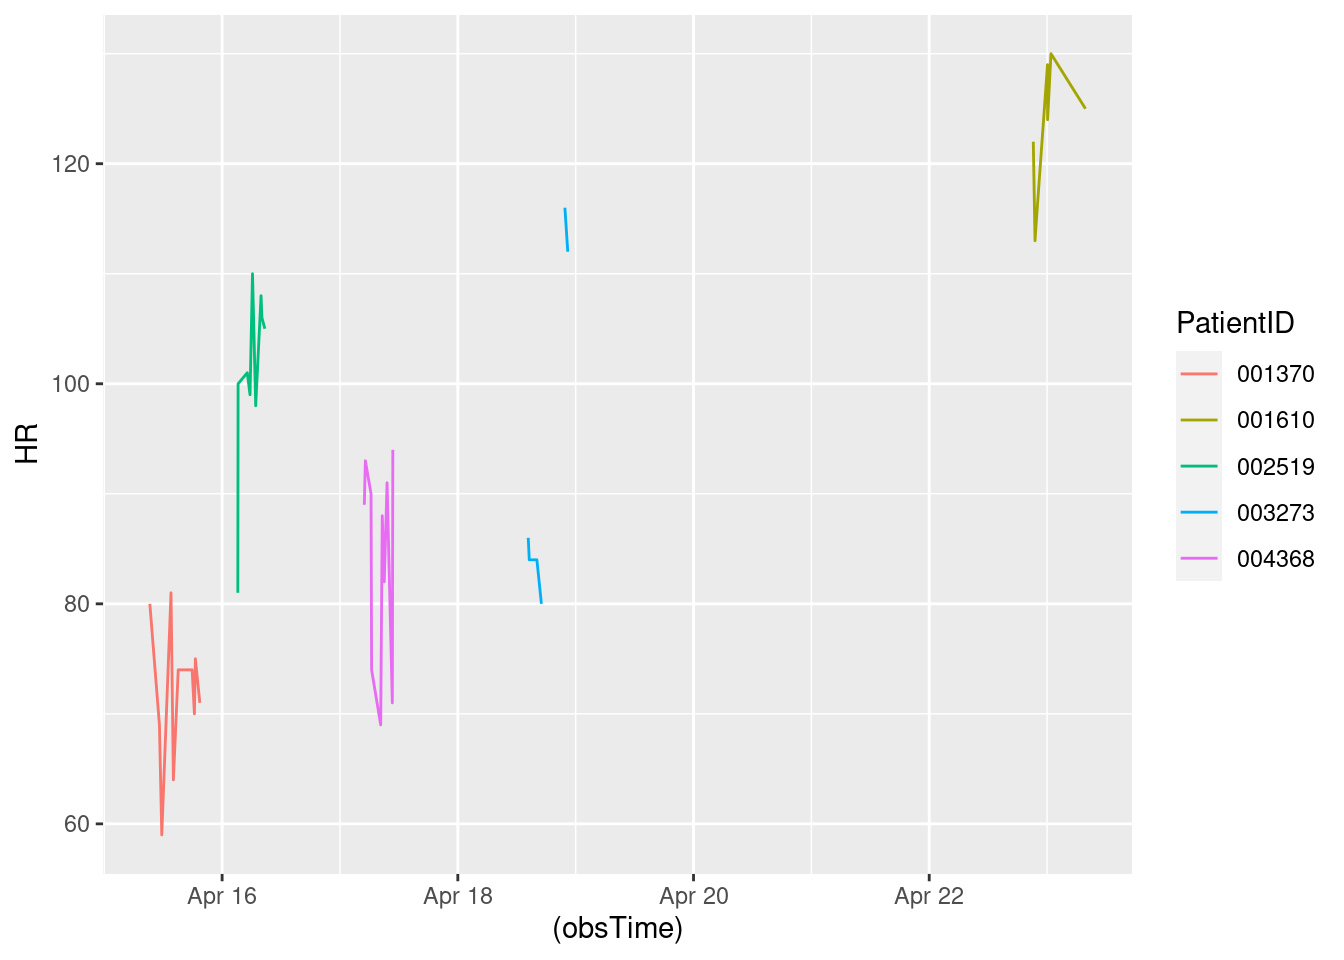 120
100
80
60
HR
Apr 16
Apr 18
Apr 20
Apr 22
(obsTime)
PatientID
001370
001610
002519
003273
004368